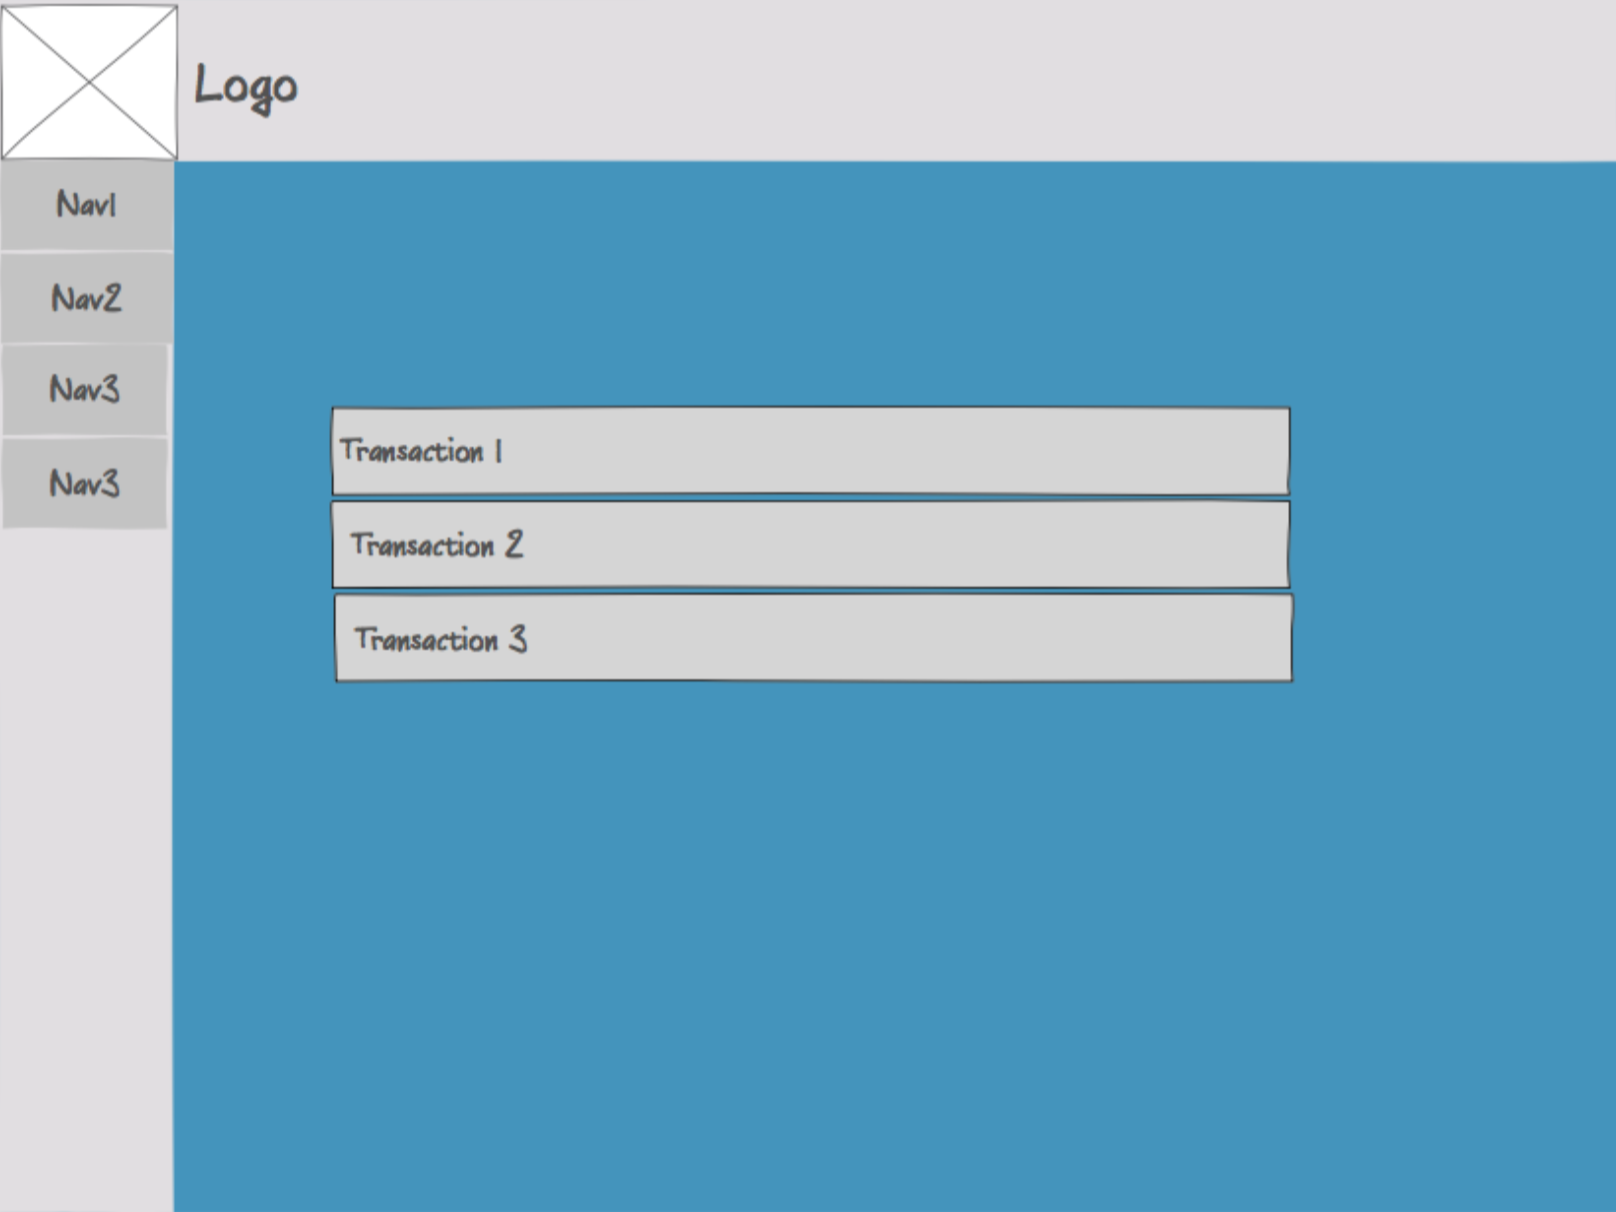 Logo
Nav1
Nav2
Nav3
Nav3
Transaction 1
Transaction 2
Transaction 3